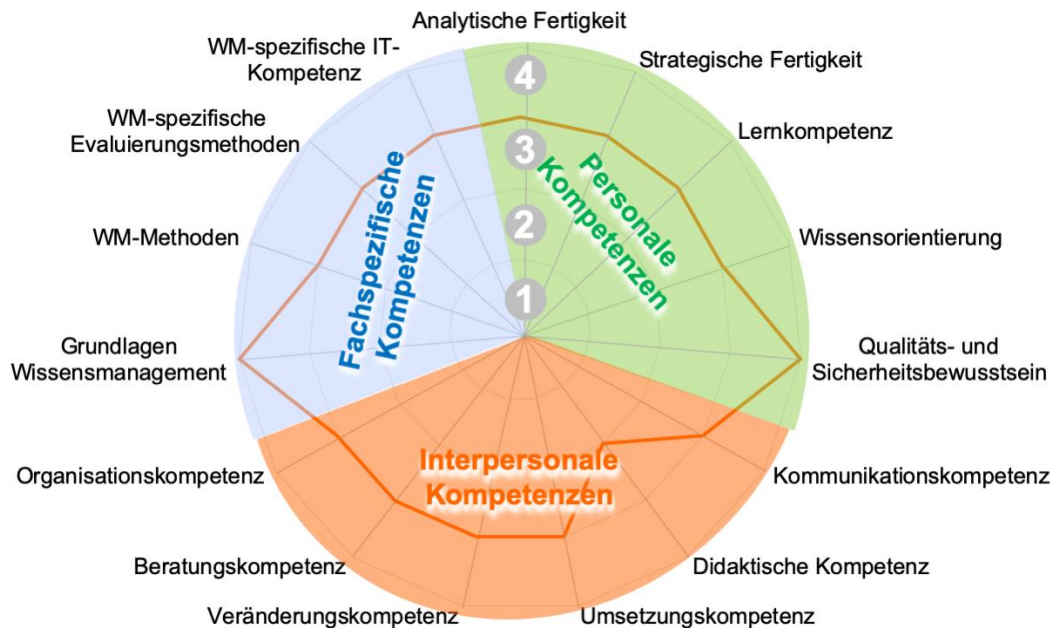 Analytische Fertigkeit
WM-spezifische IT-
Kompetenz
Strategische Fertigkeit
WM-spezifische
Evaluierungsmethoden
Lernkompetenz
WM-Methoden
Wissensorientierung
Grundlagen
Wissensmanagement
Qualitäts- und
Sicherheitsbewusstsein
Organisationskompetenz
Kommunikationskompetenz
Beratungskompetenz
Didaktische Kompetenz
Veränderungskompetenz
Umsetzungskompetenz
4
3
2
1
Fachspezifische
Kompetenzen
Personale
Kompetenzen
Interpersonale
Kompetenzen